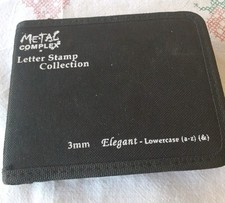 METAL
COMPLEX
Letter Stamp
Collection
3mm Elegant - Lowercase (a-z) (&)